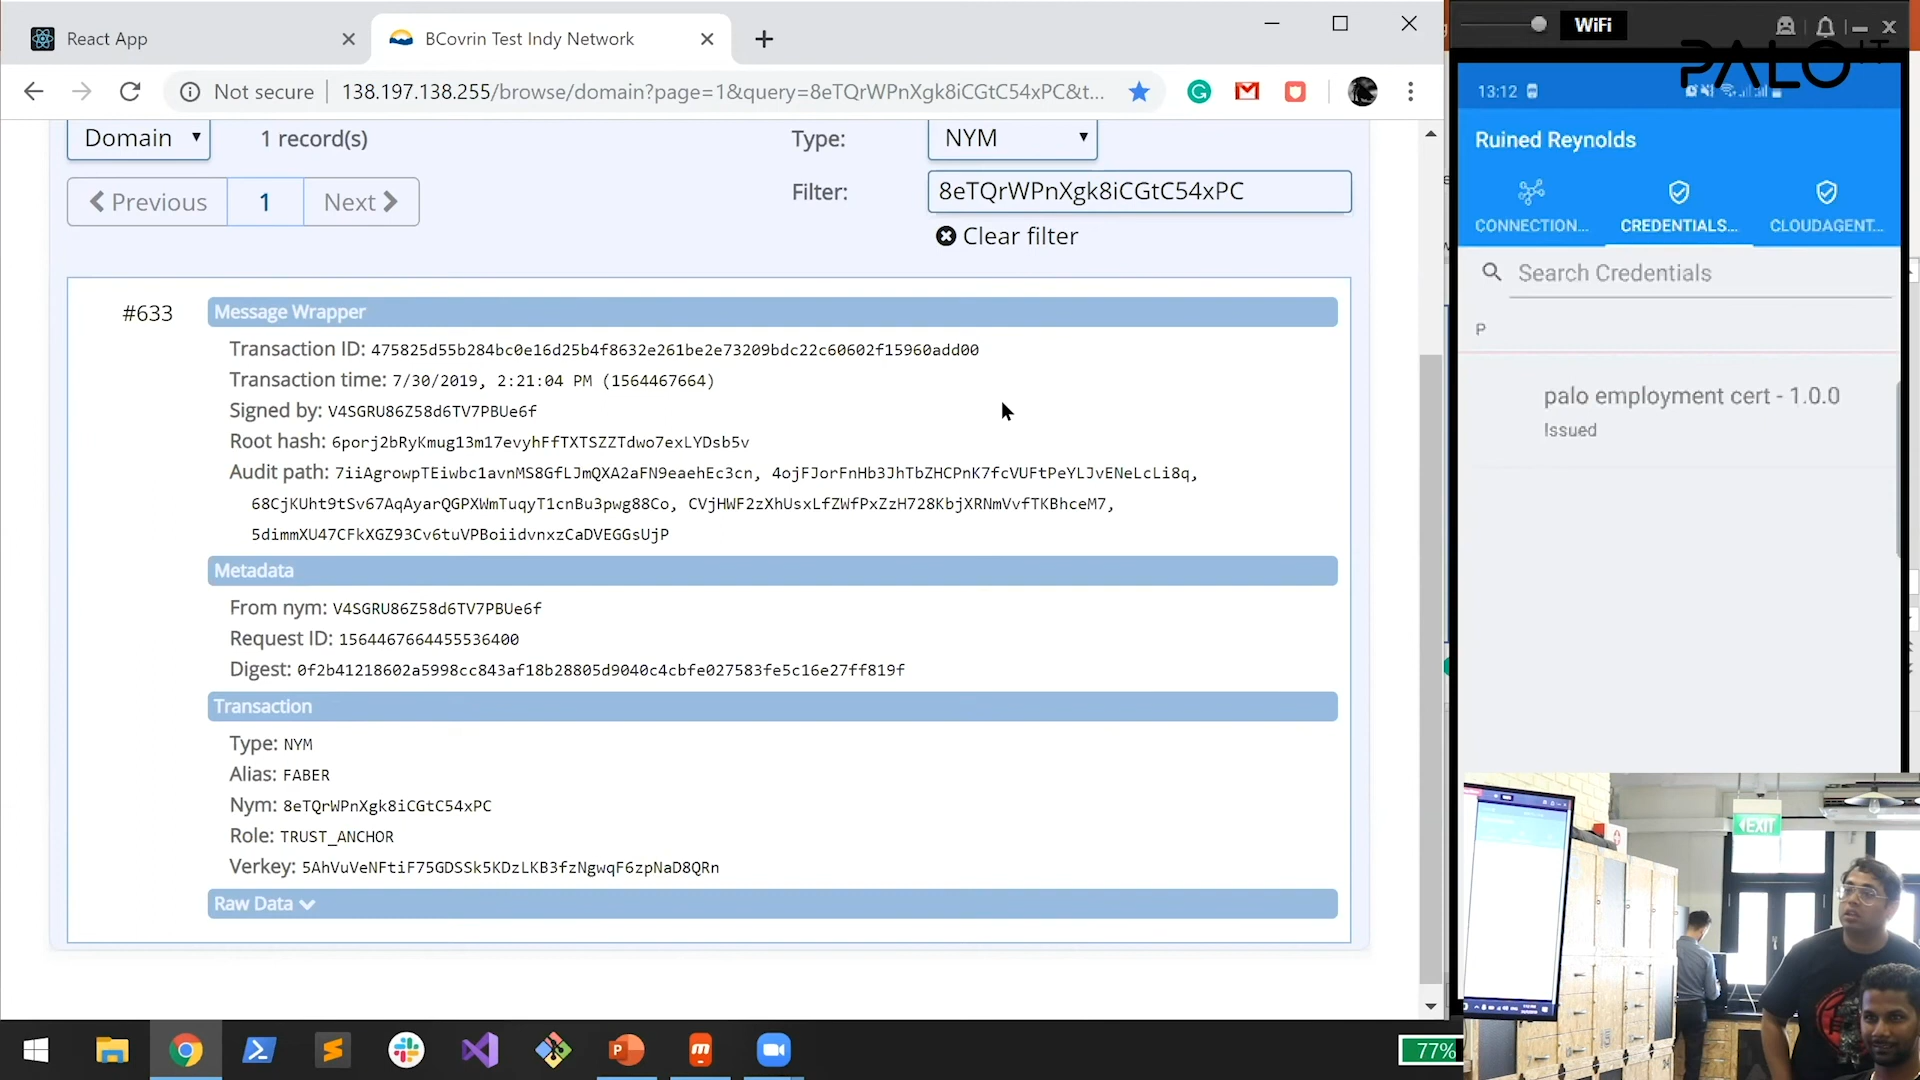 React App
BCovrin Test Indy Network
Not secure
138.197.138.255/browse/domain?page=1&query=8eTQrWPnXgk8iCGtC54xPC&t...
Domain
1 record(s)
Type:
NYM
Previous
1
Next
Filter:
8eTQrWPnXgk8iCGtC54xPC
Clear filter
#633
Message Wrapper
Transaction ID: 475825d55b284bc0e16d25b4f8632e261be2e73209bdc22c60602f15960add00
Transaction time: 7/30/2019, 2:21:04 PM (1564467664)
Signed by: V4SGRU86Z58d6TV7PBUe6f
Root hash: 6porj2bRyKmug13m17evyhFfTXTSZZTdwo7exLYDsb5v
Audit path: 7iiAgrowpTEiwbc1avnMS8GfLJmQXA2aFN9eaehEc3cn, 4ojFJorFnHb3JhTbZHCPnK7fcVUFtPeYLJvENeLcLi8q,
68CjKUht9tSv67AqAyarQGPXWmTuqyT1cnBu3pwg88Co, CVjHWF2zXhUsxLfZWfPxZzH728KbjXRNmVvfTKBhceM7,
5dimmXU47CFkXGZ93Cv6tuVPBoiidvnxzCaDVEGGsUjP
Metadata
From nym: V4SGRU86Z58d6TV7PBUe6f
Request ID: 1564467664455536400
Digest: 0f2b41218602a5998cc843af18b28805d9040c4cbfe027583fe5c16e27ff819f
Transaction
Type: NYM
Alias: FABER
Nym: 8eTQrWPnXgk8iCGtC54xPC
Role: TRUST_ANCHOR
Verkey: 5AhVuVeNFtiF75GDSSk5KDzLKB3fzNgwqF6zpNaD8QRn
Raw Data
77%
WiFi
PALO IT
13:12
Ruined Reynolds
CONNECTION...
CREDENTIALS...
CLOUDAGENT...
Search Credentials
P
palo employment cert - 1.0.0
Issued
EXIT